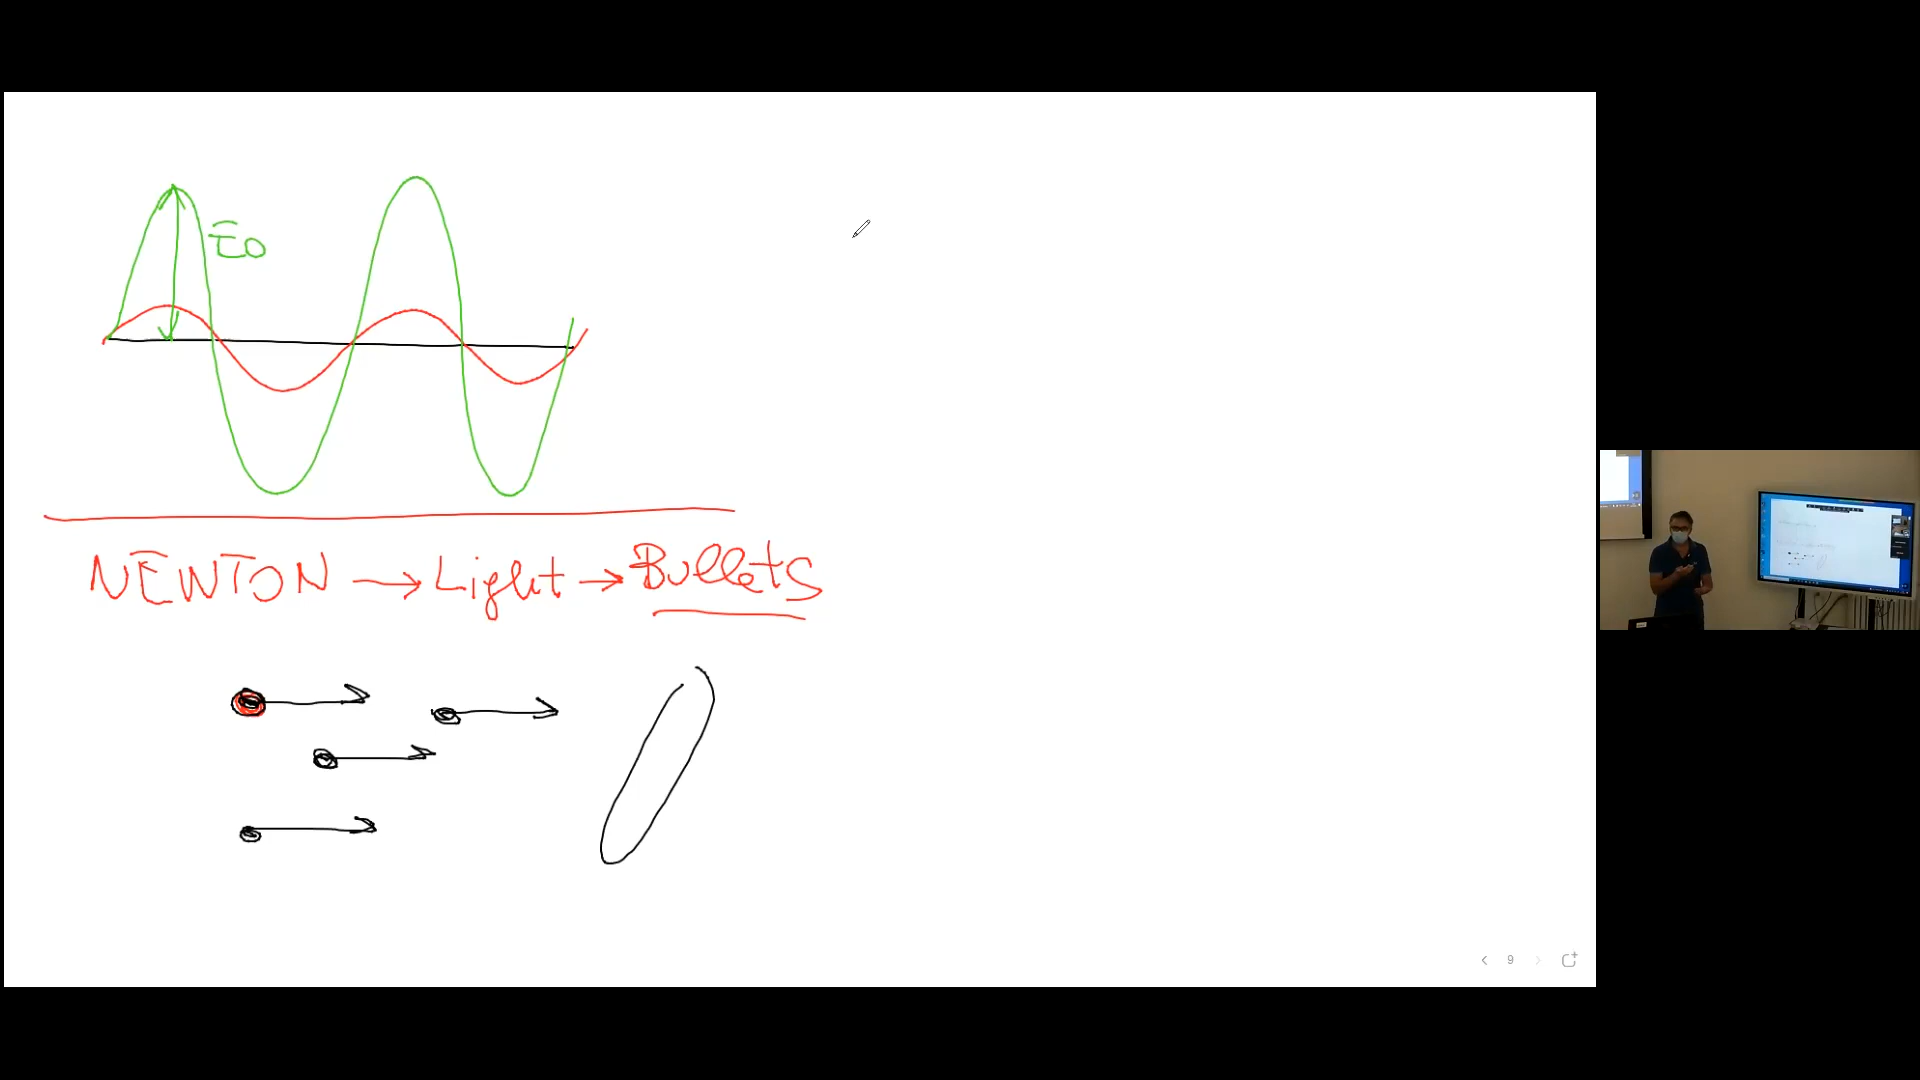 E0
NEWTON → Light → Bullets
9